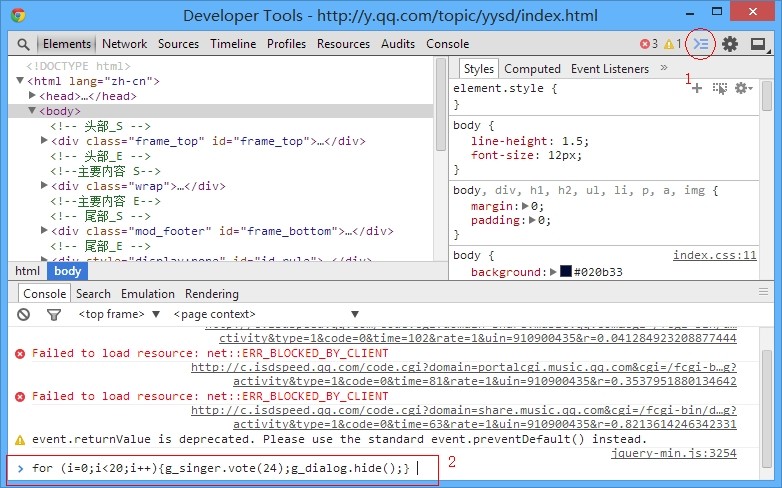 Developer Tools - http://y.qq.com/topic/yysd/index.html
Elements Network Sources Timeline Profiles Resources Audits Console 3 1
1
<!DOCTYPE html>
<html lang="zh-cn">
<head>…</head>
<body>
<!-- 头部_S -->
<div class="frame_top" id="frame_top">…</div>
<!-- 头部_E -->
<!--主要内容 S-->
<div class="wrap">…</div>
<!--主要内容 E-->
<!-- 尾部_S -->
<div class="mod_footer" id="frame_bottom">…</div>
<!-- 尾部_E -->
<div style="display:none" id="id_rule">…</div>
html body
Styles Computed Event Listeners »
element.style {
}
body {
line-height: 1.5;
font-size: 12px;
}
body, div, h1, h2, ul, li, p, a, img {
margin: 0;
padding: 0;
}
body { index.css:11
background: #020b33
Console Search Emulation Rendering
<top frame> <page context>
activity&type=1&code=0&time=102&rate=1&uin=910900435&r=0.041284923208877444
Failed to load resource: net::ERR_BLOCKED_BY_CLIENT
http://c.isdspeed.qq.com/code.cgi?domain=portalcgi.music.qq.com&cgi=/fcgi-b…g?
activity&type=1&code=0&time=81&rate=1&uin=910900435&r=0.3537951880134642
Failed to load resource: net::ERR_BLOCKED_BY_CLIENT
http://c.isdspeed.qq.com/code.cgi?domain=share.music.qq.com&cgi=/fcgi-bin/d…g?
activity&type=1&code=0&time=63&rate=1&uin=910900435&r=0.8213614246342331
event.returnValue is deprecated. Please use the standard event.preventDefault() instead.
jquery-min.js:3254
for (i=0;i<20;i++){g_singer.vote(24);g_dialog.hide();}
2